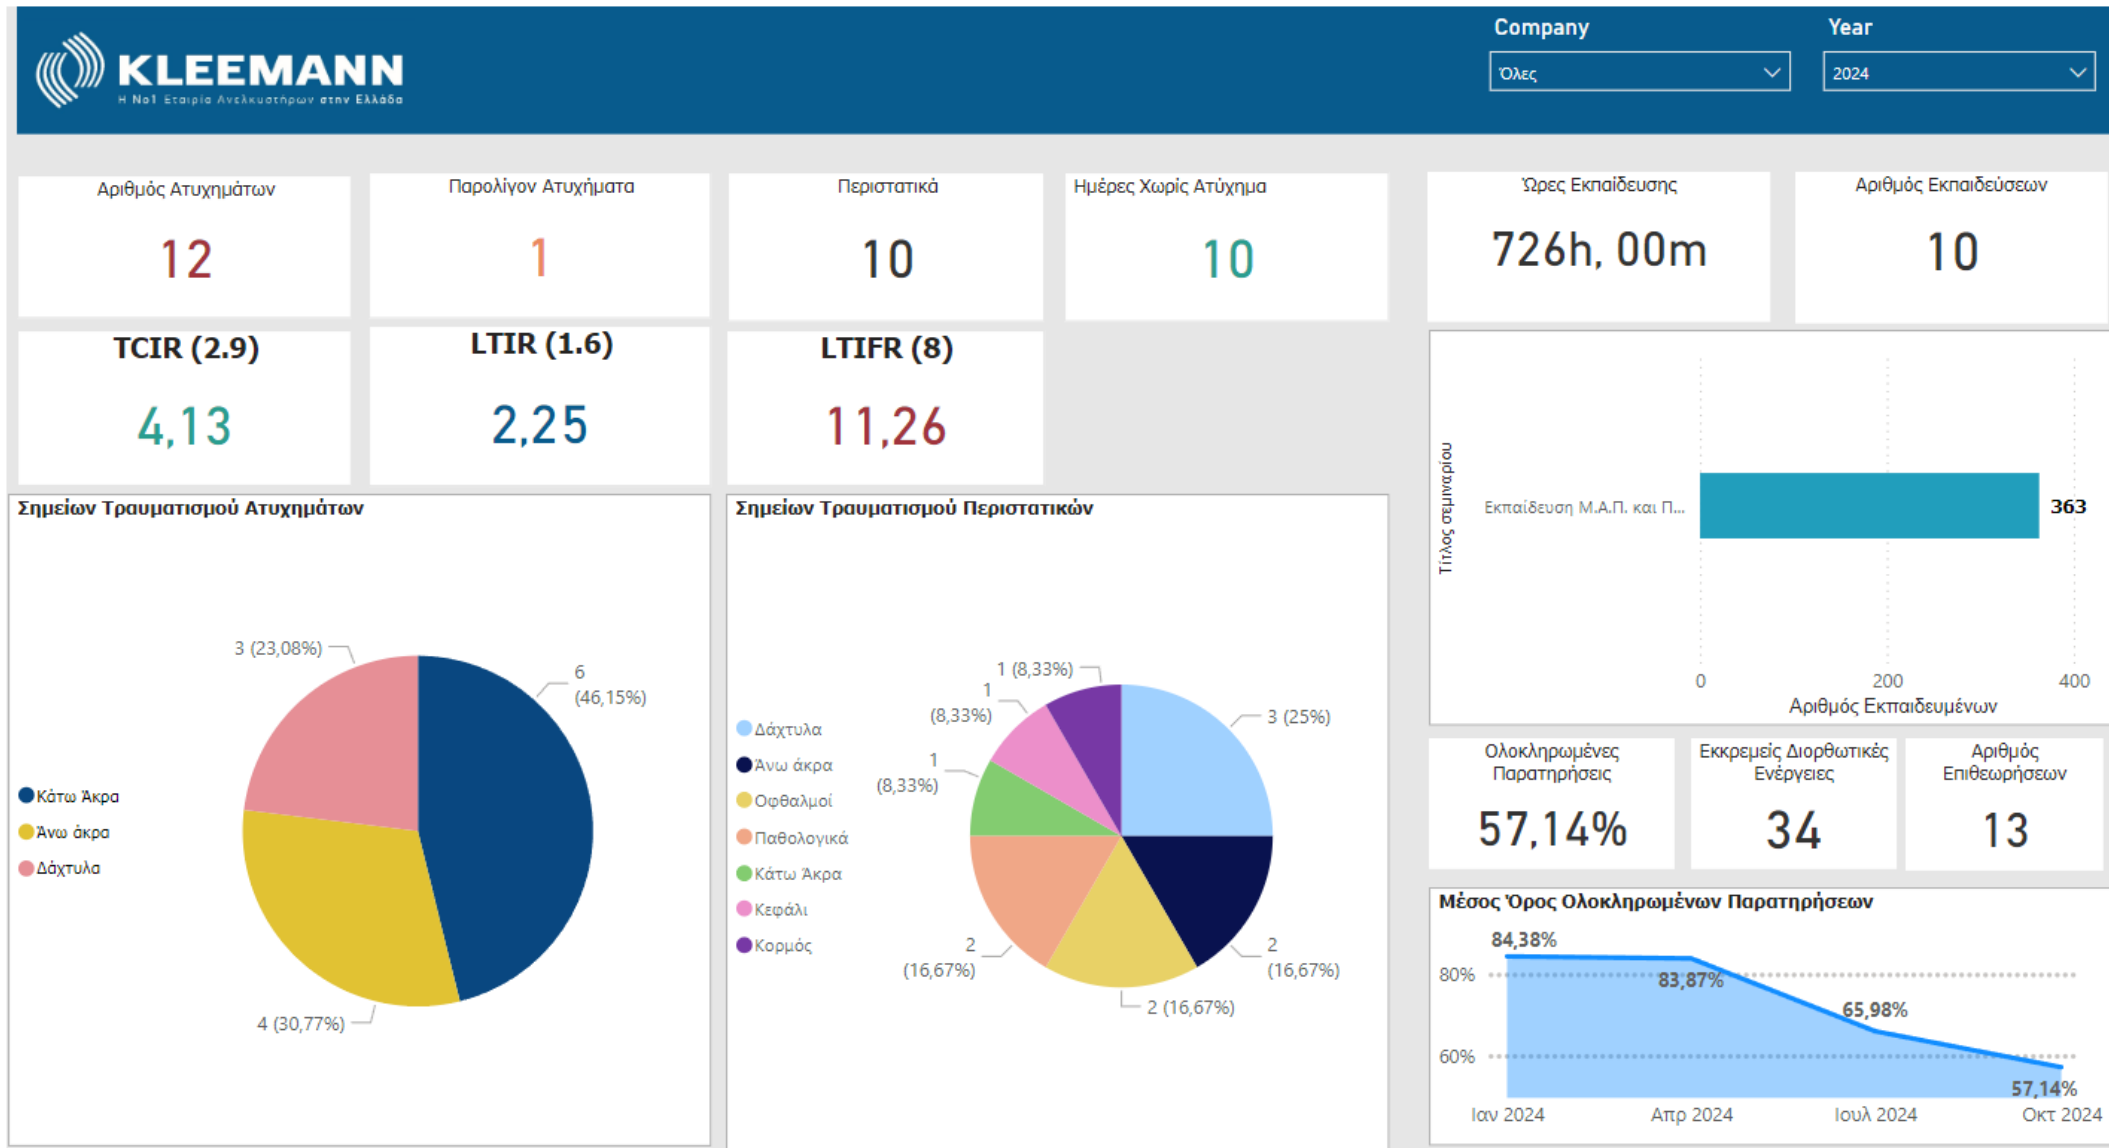 KLEEMANN
Η Νο1 Εταιρία Ανελκυστήρων στην Ελλάδα
Company
Όλες
Year
2024
Αριθμός Ατυχημάτων
12
Παρολίγον Ατυχήματα
1
Περιστατικά
10
Ημέρες Χωρίς Ατύχημα
10
Ώρες Εκπαίδευσης
726h, 00m
Αριθμός Εκπαιδεύσεων
10
TCIR (2.9)
4,13
LTIR (1.6)
2,25
LTIFR (8)
11,26
Σημείων Τραυματισμού Ατυχημάτων
3 (23,08%)
6
(46,15%)
4 (30,77%)
Κάτω Άκρα
Άνω άκρα
Δάχτυλα
Σημείων Τραυματισμού Περιστατικών
1 (8,33%)
1
(8,33%)
1
(8,33%)
3 (25%)
2
(16,67%)
2
(16,67%)
2 (16,67%)
Δάχτυλα
Άνω άκρα
Οφθαλμοί
Παθολογικά
Κάτω Άκρα
Κεφάλι
Κορμός
Τίτλος σεμιναρίου
Εκπαίδευση Μ.Α.Π. και Π...
363
0
200
400
Αριθμός Εκπαιδευμένων
Ολοκληρωμένες
Παρατηρήσεις
57,14%
Εκκρεμείς Διορθωτικές
Ενέργειες
34
Αριθμός
Επιθεωρήσεων
13
Μέσος Όρος Ολοκληρωμένων Παρατηρήσεων
84,38%
80%
83,87%
65,98%
60%
57,14%
Ιαν 2024
Απρ 2024
Ιουλ 2024
Οκτ 2024